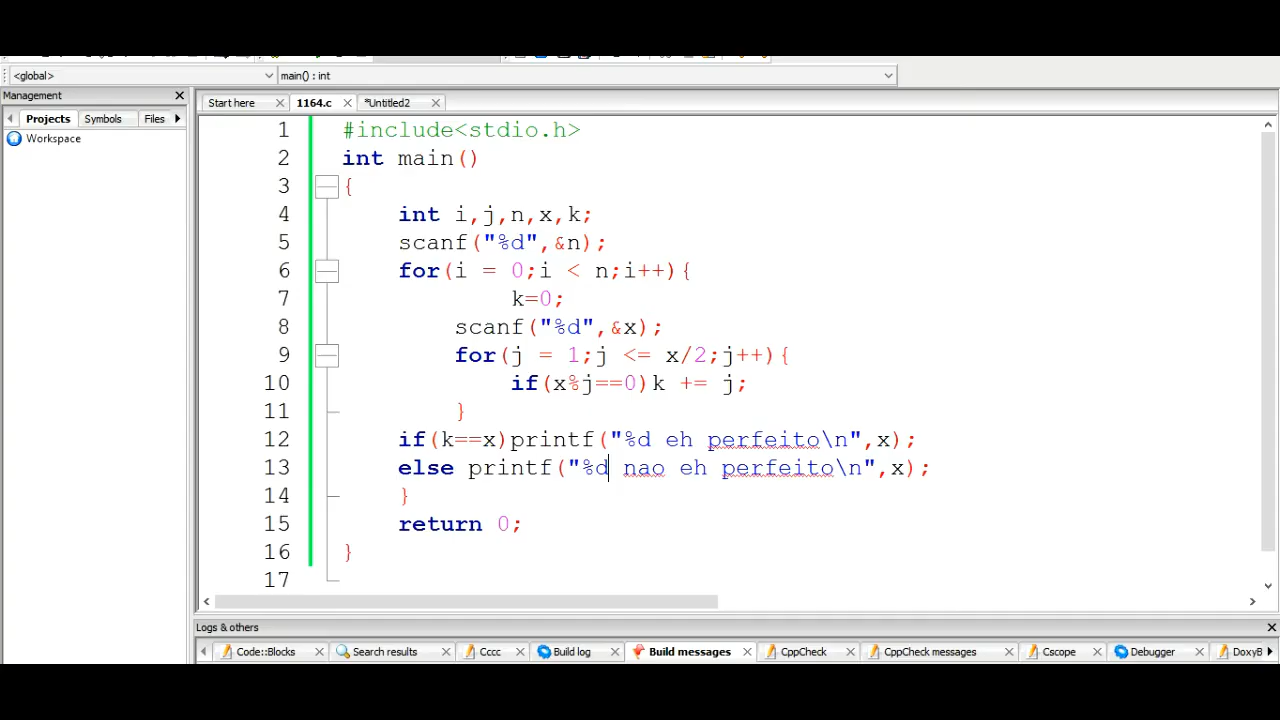 <global>
main() : int
Management
Start here
1164.c
*Untitled2
Projects
Symbols
Files
Workspace
1 #include<stdio.h>
2 int main()
3 {
4 int i,j,n,x,k;
5 scanf("%d",&n);
6 for(i = 0;i < n;i++){
7 k=0;
8 scanf("%d",&x);
9 for(j = 1;j <= x/2;j++){
10 if(x%j==0)k += j;
11 }
12 if(k==x)printf("%d eh perfeito\n",x);
13 else printf("%d nao eh perfeito\n",x);
14 }
15 return 0;
16 }
17
Logs & others
Code::Blocks
Search results
Cccc
Build log
Build messages
CppCheck
CppCheck messages
Cscope
Debugger
DoxyB